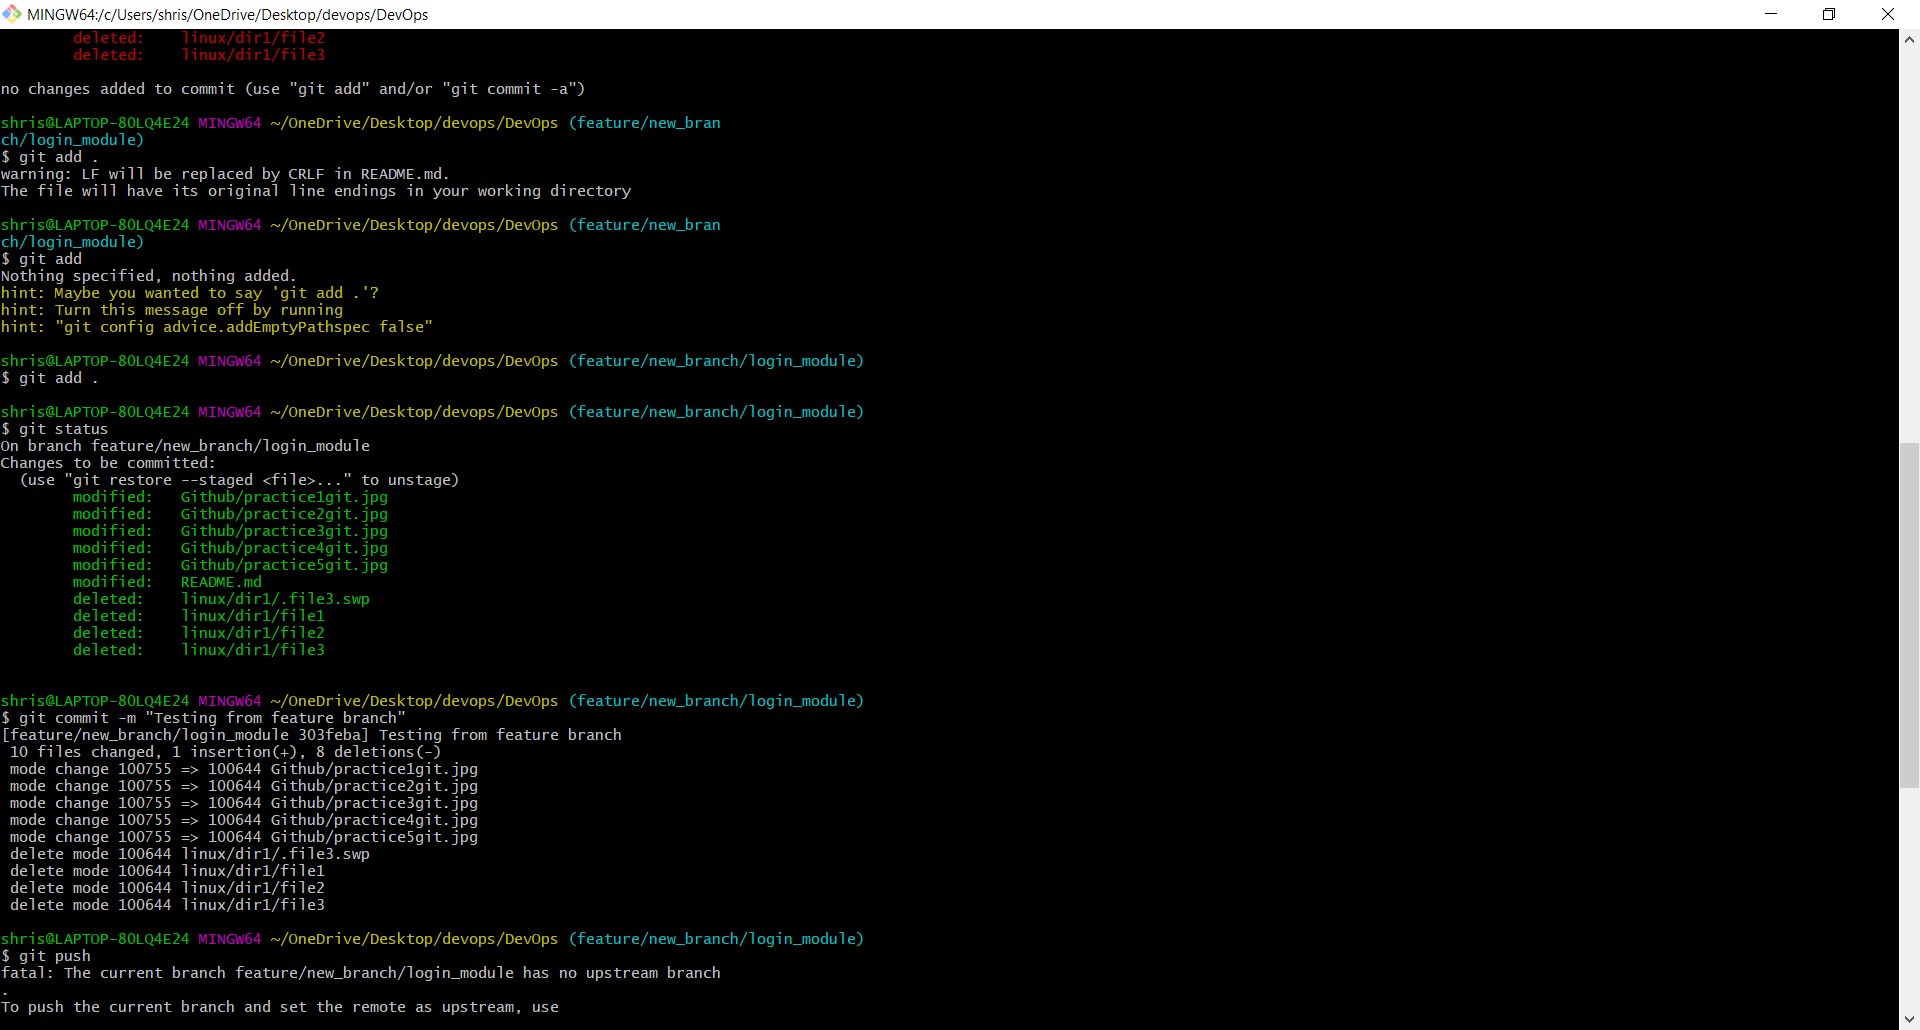 MINGW64:/c/Users/shris/OneDrive/Desktop/devops/DevOps
deleted:    linux/dir1/file2
deleted:    linux/dir1/file3
no changes added to commit (use "git add" and/or "git commit -a")
shris@LAPTOP-8OLQ4E24 MINGW64 ~/OneDrive/Desktop/devops/DevOps (feature/new_bran
ch/login_module)
$ git add .
warning: LF will be replaced by CRLF in README.md.
The file will have its original line endings in your working directory
shris@LAPTOP-8OLQ4E24 MINGW64 ~/OneDrive/Desktop/devops/DevOps (feature/new_bran
ch/login_module)
$ git add
Nothing specified, nothing added.
hint: Maybe you wanted to say 'git add .'?
hint: Turn this message off by running
hint: "git config advice.addEmptyPathspec false"
shris@LAPTOP-8OLQ4E24 MINGW64 ~/OneDrive/Desktop/devops/DevOps (feature/new_branch/login_module)
$ git add .
shris@LAPTOP-8OLQ4E24 MINGW64 ~/OneDrive/Desktop/devops/DevOps (feature/new_branch/login_module)
$ git status
On branch feature/new_branch/login_module
Changes to be committed:
  (use "git restore --staged <file>..." to unstage)
modified:   Github/practice1git.jpg
modified:   Github/practice2git.jpg
modified:   Github/practice3git.jpg
modified:   Github/practice4git.jpg
modified:   Github/practice5git.jpg
modified:   README.md
deleted:    linux/dir1/.file3.swp
deleted:    linux/dir1/file1
deleted:    linux/dir1/file2
deleted:    linux/dir1/file3
shris@LAPTOP-8OLQ4E24 MINGW64 ~/OneDrive/Desktop/devops/DevOps (feature/new_branch/login_module)
$ git commit -m "Testing from feature branch"
[feature/new_branch/login_module 303feba] Testing from feature branch
 10 files changed, 1 insertion(+), 8 deletions(-)
 mode change 100755 => 100644 Github/practice1git.jpg
 mode change 100755 => 100644 Github/practice2git.jpg
 mode change 100755 => 100644 Github/practice3git.jpg
 mode change 100755 => 100644 Github/practice4git.jpg
 mode change 100755 => 100644 Github/practice5git.jpg
 delete mode 100644 linux/dir1/.file3.swp
 delete mode 100644 linux/dir1/file1
 delete mode 100644 linux/dir1/file2
 delete mode 100644 linux/dir1/file3
shris@LAPTOP-8OLQ4E24 MINGW64 ~/OneDrive/Desktop/devops/DevOps (feature/new_branch/login_module)
$ git push
fatal: The current branch feature/new_branch/login_module has no upstream branch
.
To push the current branch and set the remote as upstream, use